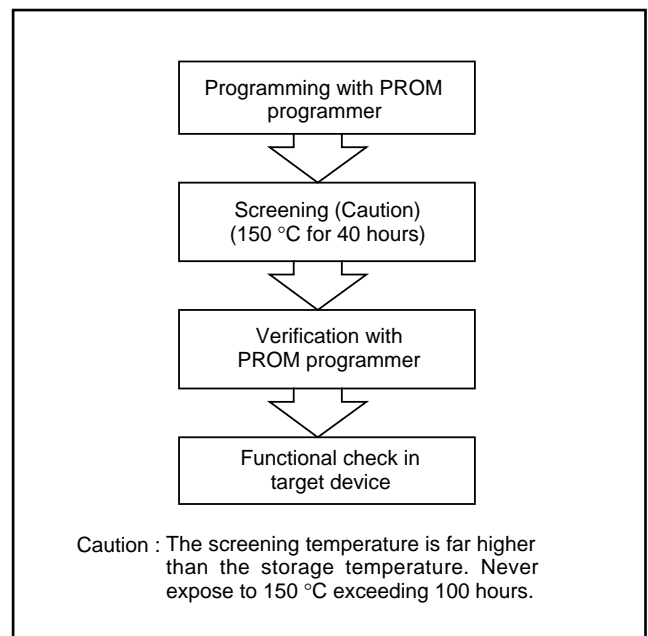 Programming with PROM
programmer
Screening (Caution)
(150 °C for 40 hours)
Verification with
PROM programmer
Functional check in
target device
Caution : The screening temperature is far higher
than the storage temperature. Never
expose to 150 °C exceeding 100 hours.